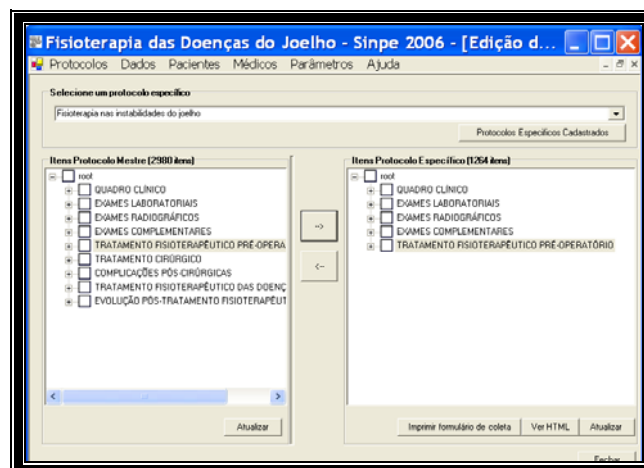 Fisioterapia das Doenças do Joelho - Sinpe 2006 - [Edição d...
Protocolos Dados Pacientes Médicos Parâmetros Ajuda
Selecione um protocolo específico
Fisioterapia nas instabilidades do joelho
Protocolos Específicos Cadastrados
Itens Protocolo Mestre (2980 itens)
root
QUADRO CLÍNICO
EXAMES LABORATORIAIS
EXAMES RADIOGRÁFICOS
EXAMES COMPLEMENTARES
TRATAMENTO FISIOTERAPÊUTICO PRÉ-OPERA
TRATAMENTO CIRÚRGICO
COMPLICAÇÕES PÓS-CIRÚRGICAS
TRATAMENTO FISIOTERAPÊUTICO DAS DOENÇ
EVOLUÇÃO PÓS-TRATAMENTO FISIOTERAPÊUT
Atualizar
-->
<--
Itens Protocolo Específico (1264 itens)
root
QUADRO CLÍNICO
EXAMES LABORATORIAIS
EXAMES RADIOGRÁFICOS
EXAMES COMPLEMENTARES
TRATAMENTO FISIOTERAPÊUTICO PRÉ-OPERATÓRIO
Imprimir formulário de coleta Ver HTML Atualizar
Fechar